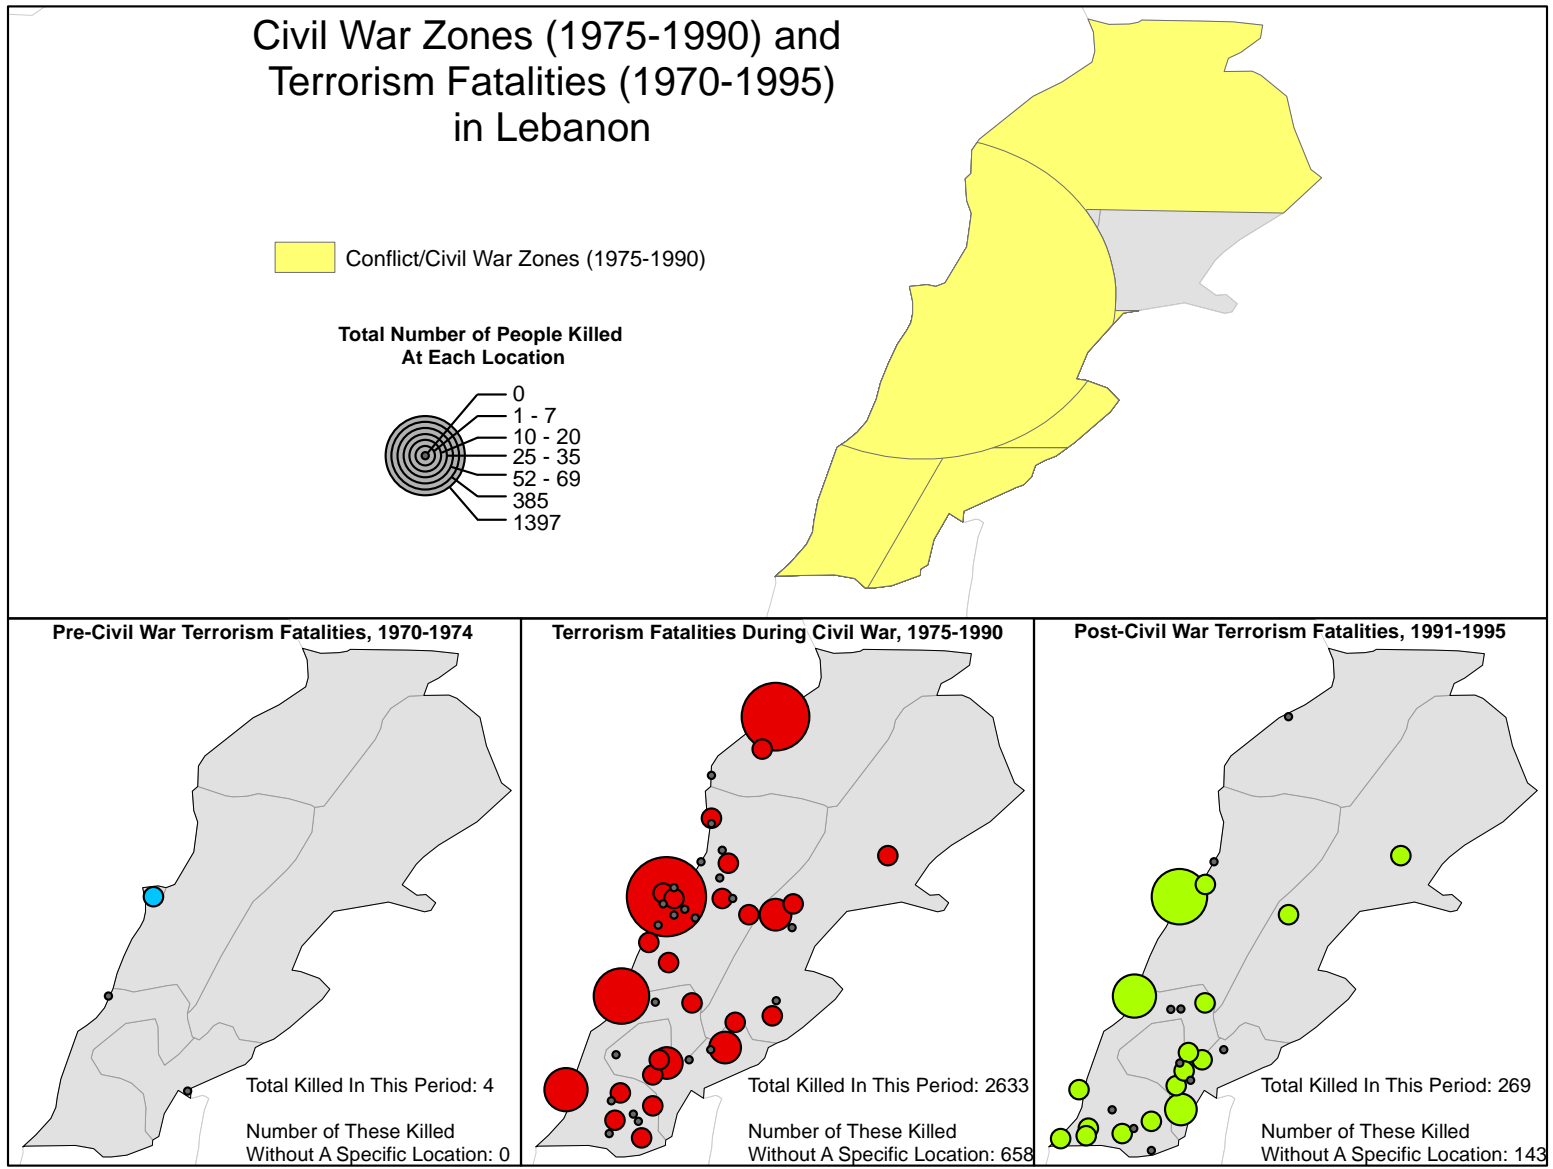 Civil War Zones (1975-1990) and
Terrorism Fatalities (1970-1995)
in Lebanon
Conflict/Civil War Zones (1975-1990)
Total Number of People Killed
At Each Location
0
1 - 7
10 - 20
25 - 35
52 - 69
385
1397
Pre-Civil War Terrorism Fatalities, 1970-1974
Total Killed In This Period: 4
Number of These Killed
Without A Specific Location: 0
Terrorism Fatalities During Civil War, 1975-1990
Total Killed In This Period: 2633
Number of These Killed
Without A Specific Location: 658
Post-Civil War Terrorism Fatalities, 1991-1995
Total Killed In This Period: 269
Number of These Killed
Without A Specific Location: 143